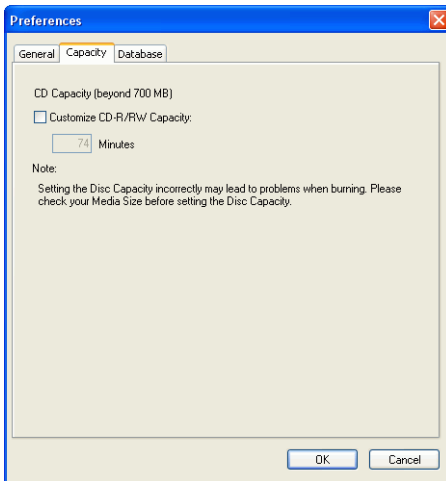 Preferences
General Capacity Database
CD Capacity (beyond 700 MB)
Customize CD-R/RW Capacity:
74 Minutes
Note:
Setting the Disc Capacity incorrectly may lead to problems when burning. Please
check your Media Size before setting the Disc Capacity.
OK Cancel